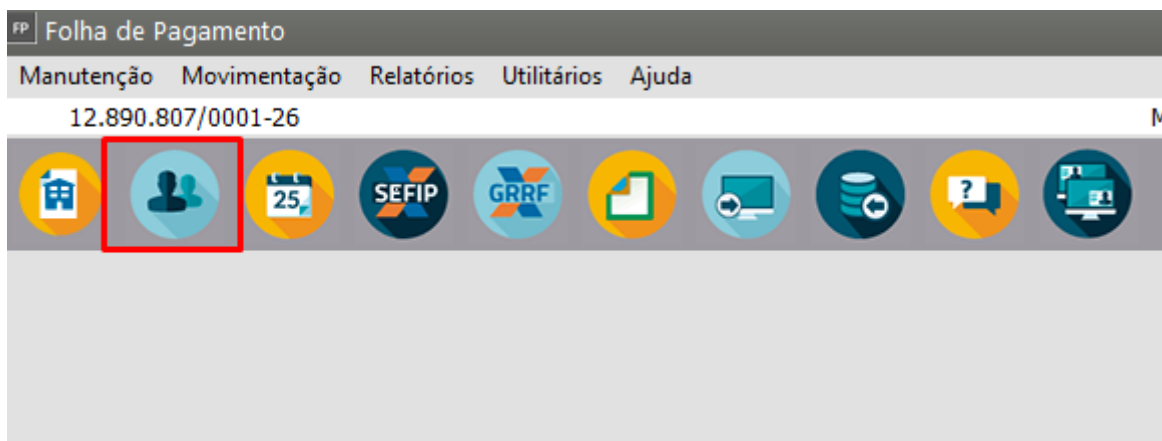 FP Folha de Pagamento
Manutenção Movimentação Relatórios Utilitários Ajuda
12.890.807/0001-26 M
25 SEFIP GRRF ?